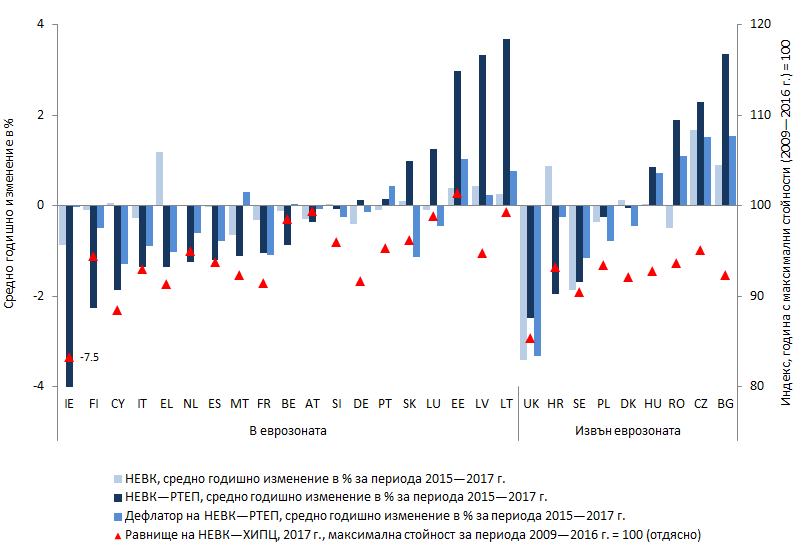 4
2
0
-2
-4
Средно годишно изменение в %
120
110
100
90
80
Индекс, година с максимални стойности (2009—2016 г.) = 100
-7.5
IE FI CY IT EL NL ES MT FR BE AT SI DE PT SK LU EE LV LT UK HR SE PL DK HU RO CZ BG
В еврозоната Извън еврозоната
НЕВК, средно годишно изменение в % за периода 2015—2017 г.
НЕВК—РТЕП, средно годишно изменение в % за периода 2015—2017 г.
Дефлатор на НЕВК—РТЕП, средно годишно изменение в % за периода 2015—2017 г.
Равнище на НЕВК—ХИПЦ, 2017 г., максимална стойност за периода 2009—2016 г. = 100 (отдясно)